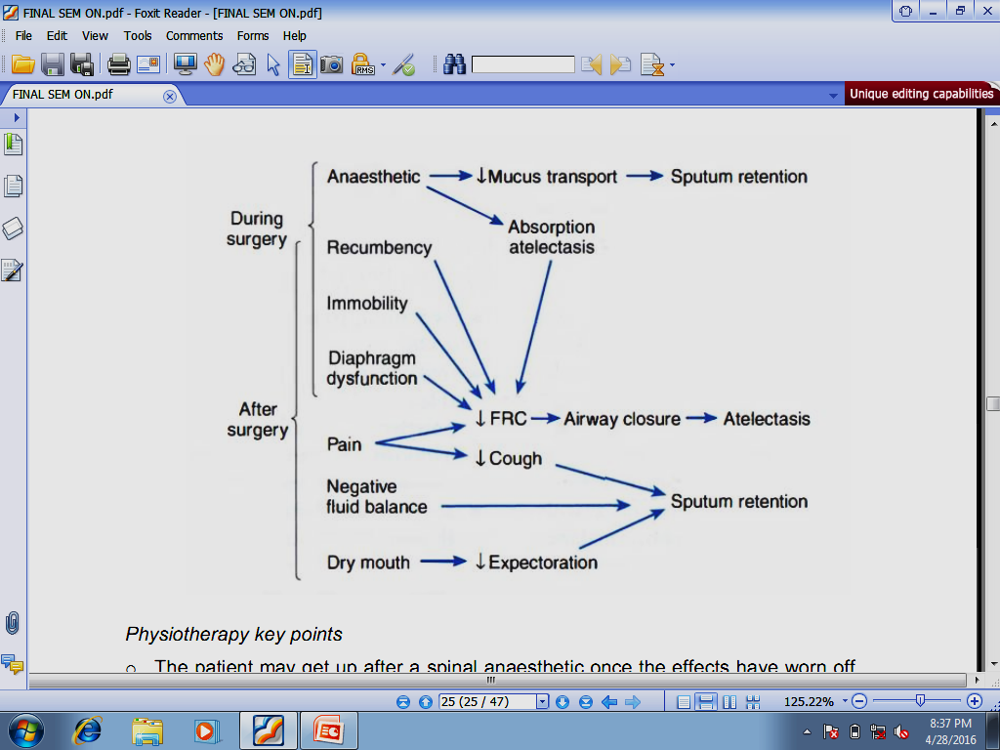 FINAL SEM ON.pdf - Foxit Reader - [FINAL SEM ON.pdf]
File Edit View Tools Comments Forms Help
RMS
FINAL SEM ON.pdf
Unique editing capabilities
Anaesthetic ↓Mucus transport Sputum retention
During
surgery
Absorption
atelectasis
Recumbency
Immobility
Diaphragm
dysfunction
After
surgery
↓FRC Airway closure Atelectasis
Pain
↓Cough
Negative
fluid balance
Sputum retention
Dry mouth ↓Expectoration
Physiotherapy key points
o The patient may get up after a spinal anaesthetic once the effects have worn off
25 (25 / 47)
125.22%
8:37 PM
4/28/2016